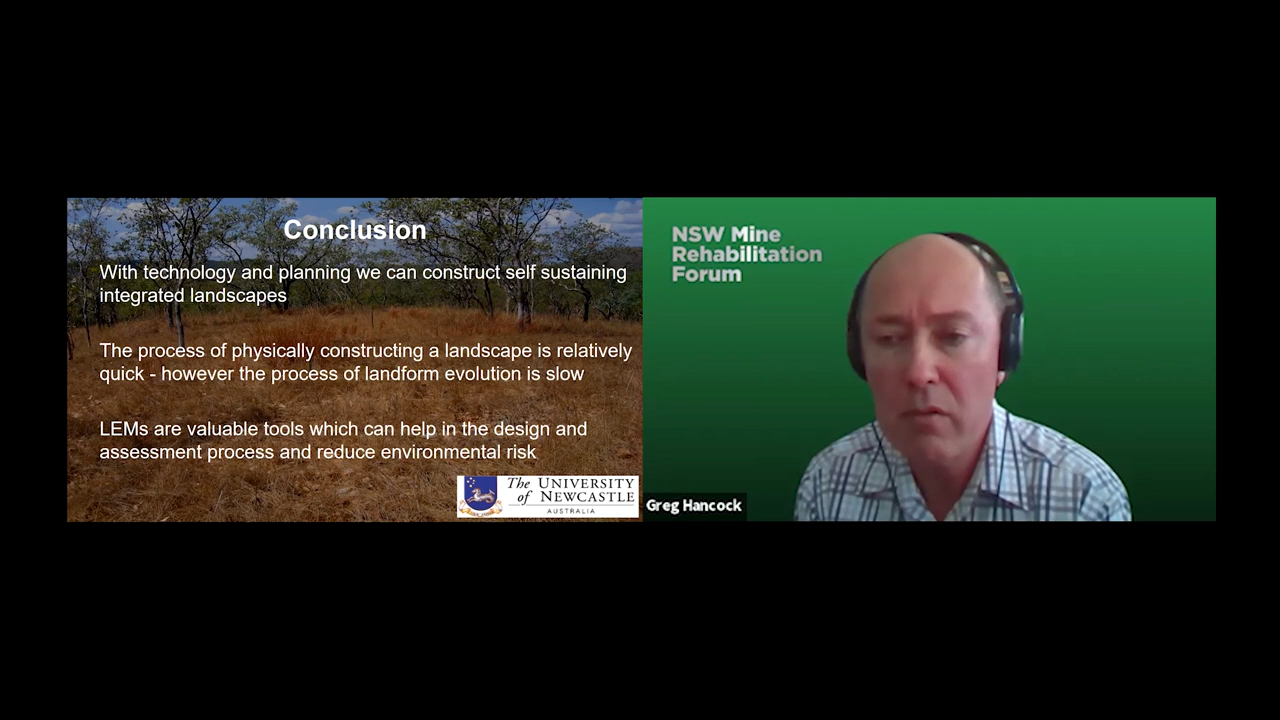 Conclusion
With technology and planning we can construct self sustaining
integrated landscapes
The process of physically constructing a landscape is relatively
quick - however the process of landform evolution is slow
LEMs are valuable tools which can help in the design and
assessment process and reduce environmental risk
The UNIVERSITY
of NEWCASTLE
AUSTRALIA
NSW Mine
Rehabilitation
Forum
Greg Hancock